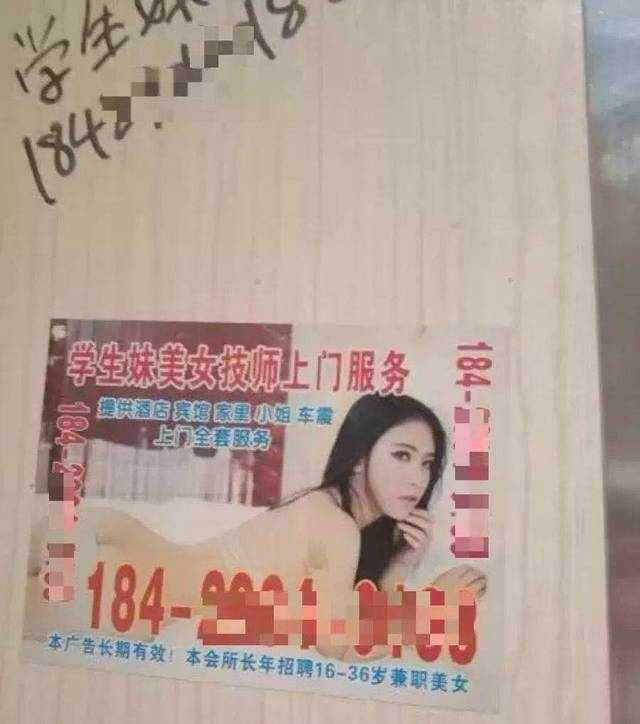 学生妹
184
学生妹美女技师上门服务
提供酒店 宾馆 家里 小姐 车震
上门全套服务
184-
184-
184-
本广告长期有效！本会所长年招聘16-36岁兼职美女